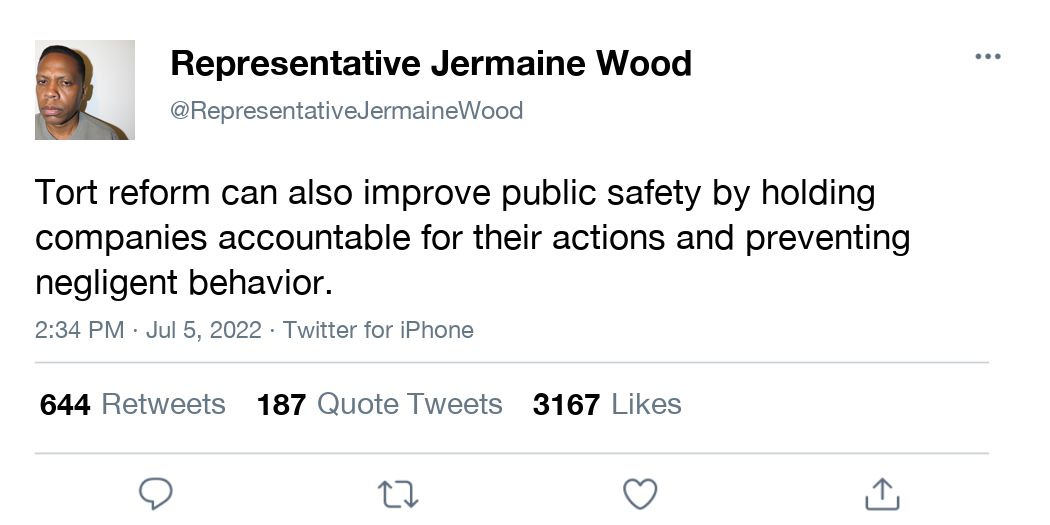 Representative Jermaine Wood
@RepresentativeJermaineWood
Tort reform can also improve public safety by holding
companies accountable for their actions and preventing
negligent behavior.
2:34 PM · Jul 5, 2022 · Twitter for iPhone
644 Retweets 187 Quote Tweets 3167 Likes